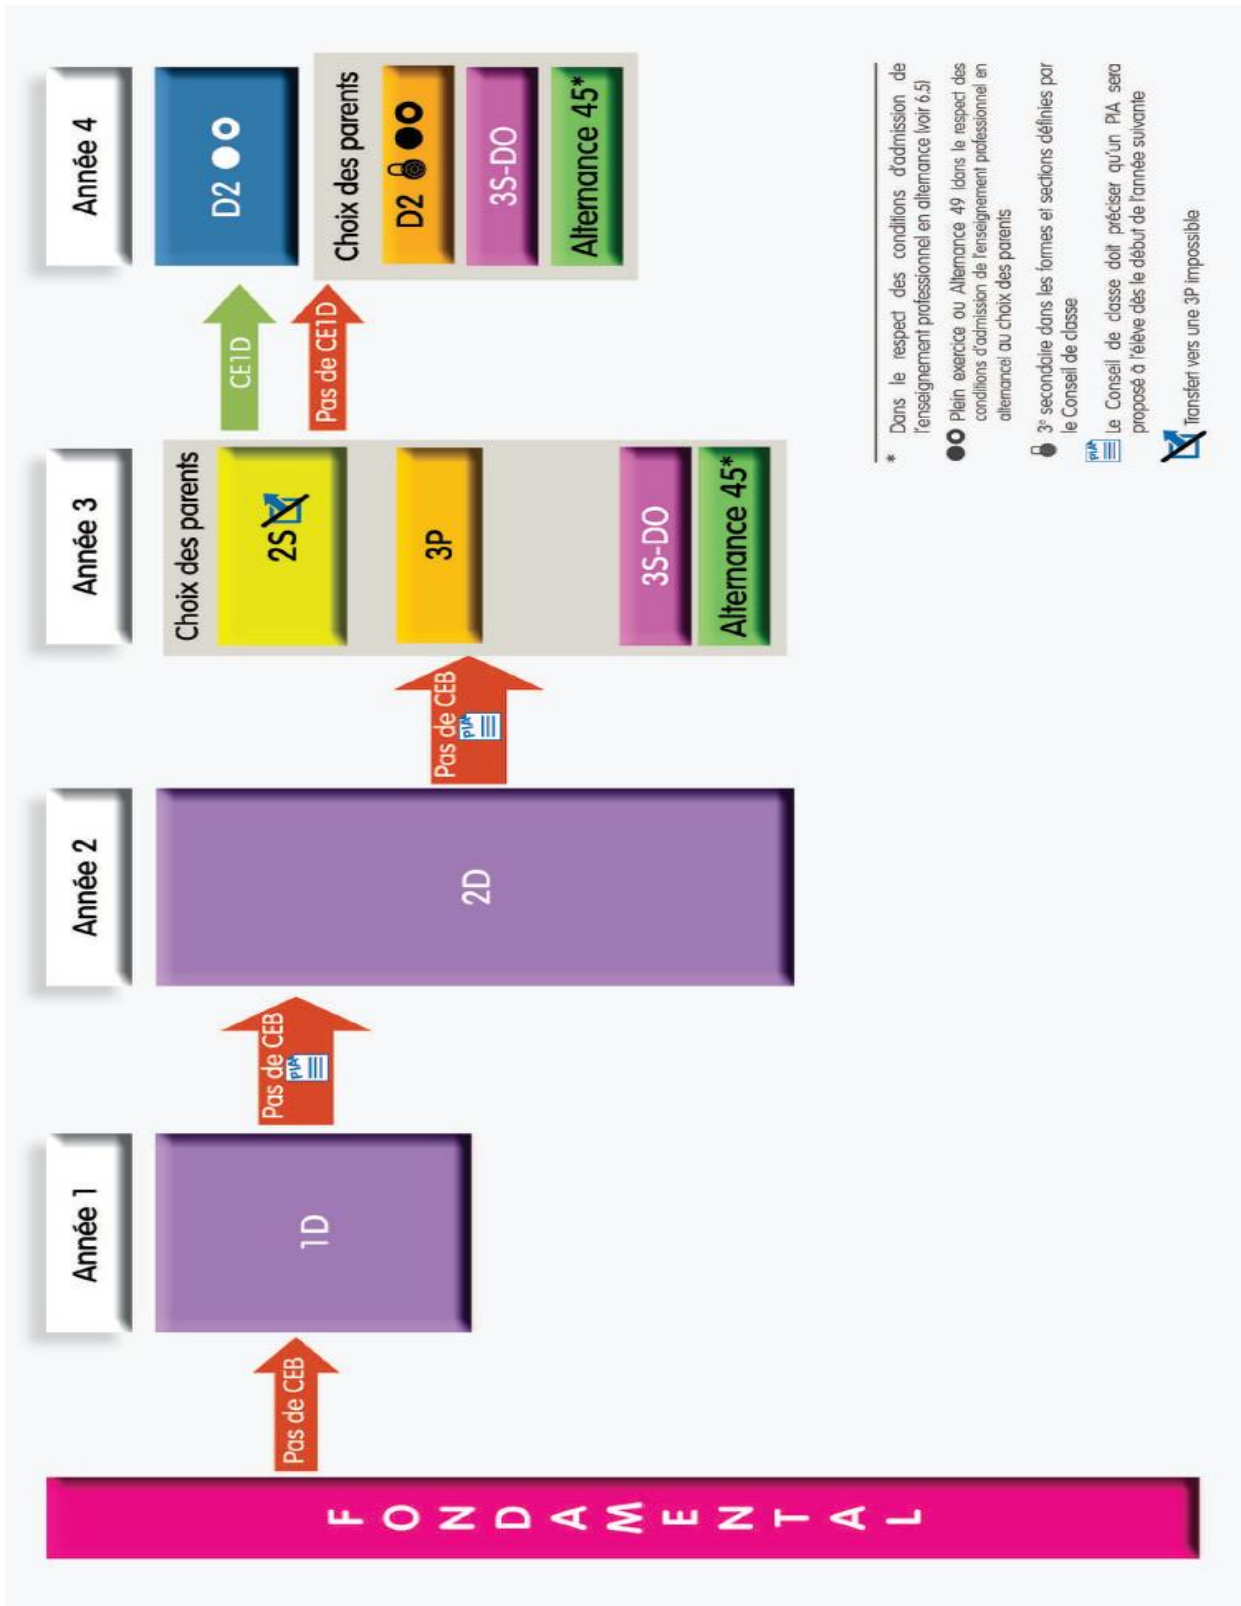 FONDAMENTAL
Pas de CEB
Année 1
1D
Pas de CEB
PIA
Année 2
2D
Pas de CEB
PIA
Année 3
Choix des parents
2S
3P
3S-DO
Alternance 45*
CE1D
Pas de CE1D
Année 4
D2
Choix des parents
D2
3S-DO
Alternance 45*
* Dans le respect des conditions d'admission de
l'enseignement professionnel en alternance (voir 6.5)
Plein exercice ou Alternance 49 (dans le respect des
conditions d'admission de l'enseignement professionnel en
alternance) au choix des parents
3e secondaire dans les formes et sections définies par
le Conseil de classe
PIA Le Conseil de classe doit préciser qu'un PIA sera
proposé à l'élève dès le début de l'année suivante
Transfert vers une 3P impossible